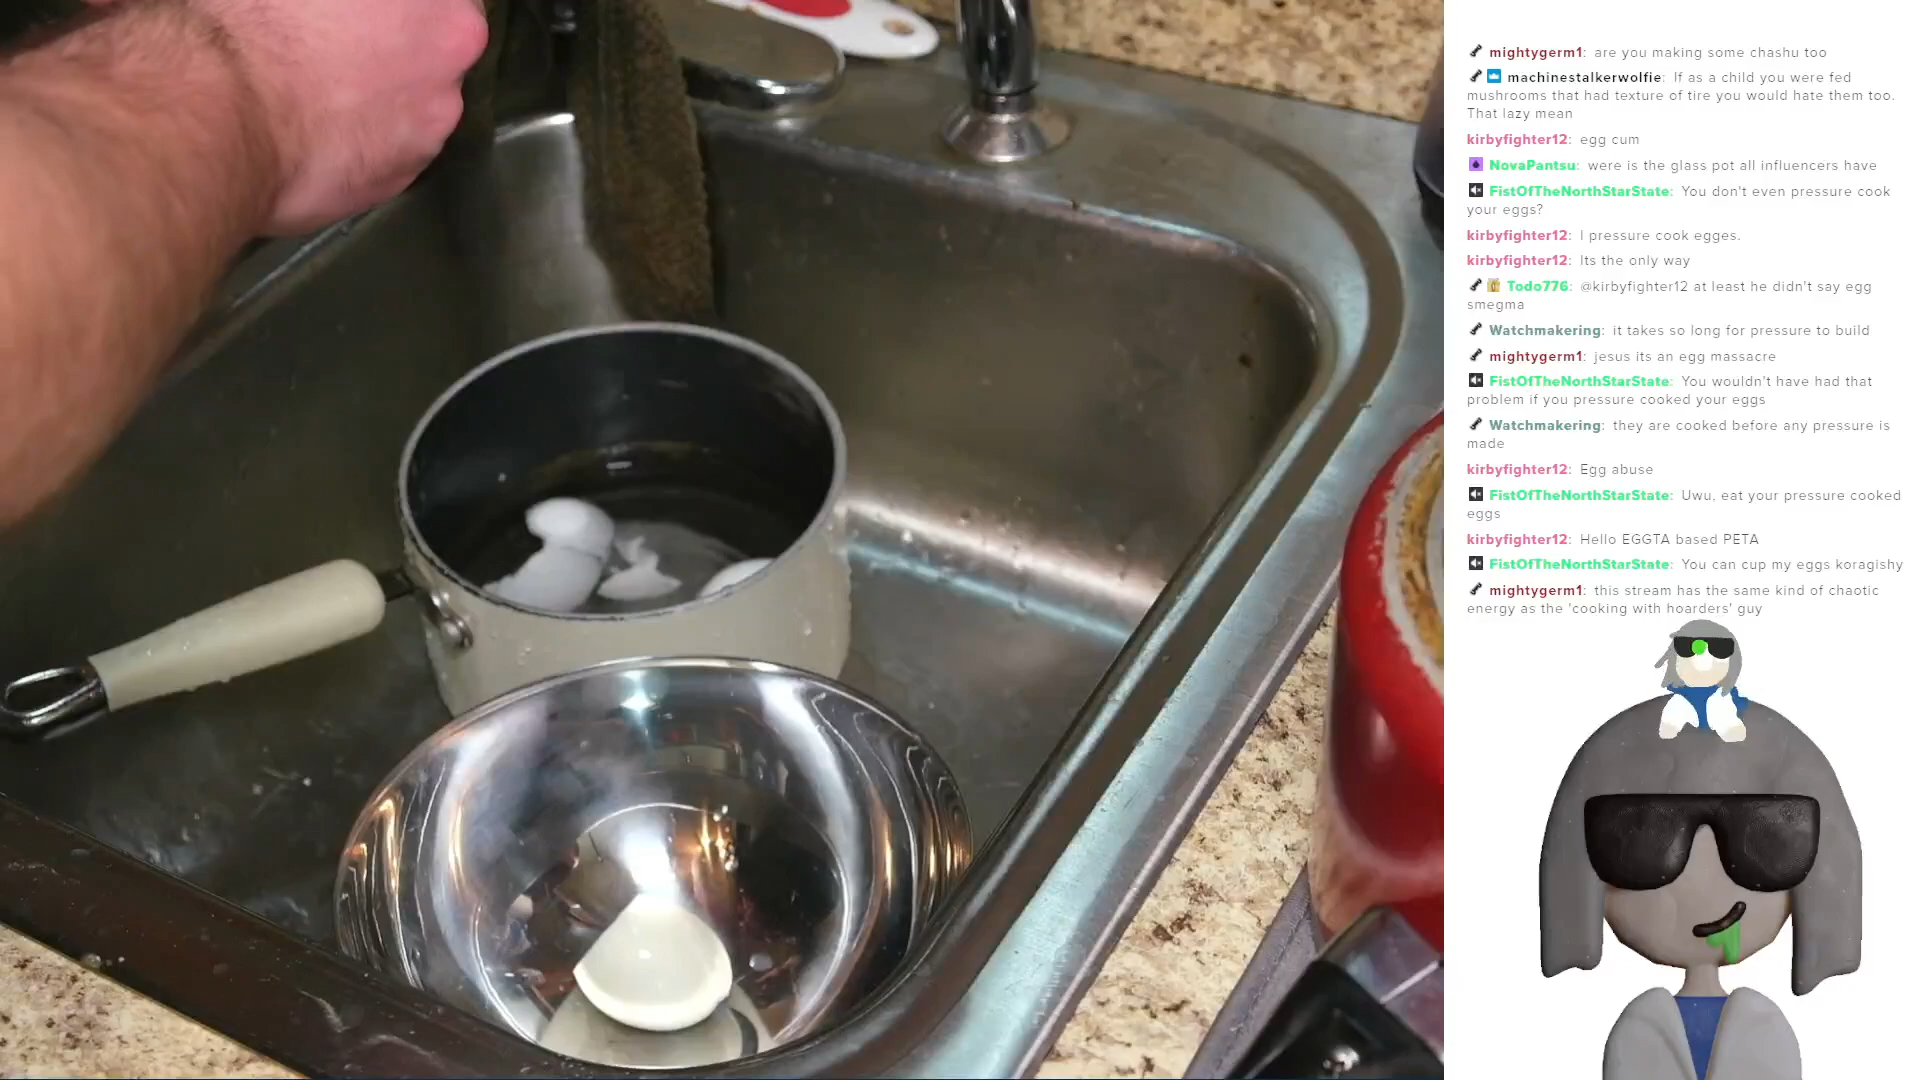 mightygerm1: are you making some chashu too
machinestalkerwolfie: If as a child you were fed
mushrooms that had texture of tire you would hate them too.
That lazy mean
kirbyfighter12: egg cum
NovaPantsu: were is the glass pot all influencers have
FistOfTheNorthStarState: You don't even pressure cook
your eggs?
kirbyfighter12: I pressure cook egges.
kirbyfighter12: Its the only way
Todo776: @kirbyfighter12 at least he didn't say egg
smegma
Watchmakering: it takes so long for pressure to build
mightygerm1: jesus its an egg massacre
FistOfTheNorthStarState: You wouldn't have had that
problem if you pressure cooked your eggs
Watchmakering: they are cooked before any pressure is
made
kirbyfighter12: Egg abuse
FistOfTheNorthStarState: Uwu, eat your pressure cooked
eggs
kirbyfighter12: Hello EGGTA based PETA
FistOfTheNorthStarState: You can cup my eggs koragishy
mightygerm1: this stream has the same kind of chaotic
energy as the 'cooking with hoarders' guy